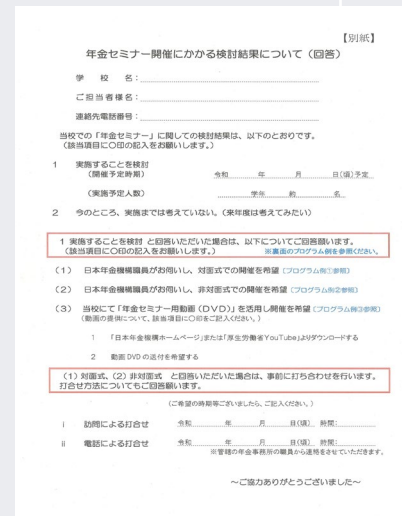 【別紙】
年金セミナー開催にかかる検討結果について（回答）
学 校 名：
ご担当者様名：
連絡先電話番号：
当校での「年金セミナー」に関しての検討結果は、以下のとおりです。
（該当項目に〇印の記入をお願いします。）
1 実施することを検討
（開催予定時期） 令和 年 月 日(頃)予定
（実施予定人数） 学年 約 名
2 今のところ、実施までは考えていない。（来年度は考えてみたい）
1 実施することを検討 と回答いただいた場合は、以下についてご回答願います。
（該当項目に〇印の記入をお願いします。） ※裏面のプログラム例を参照ください。
（1） 日本年金機構職員がお伺いし、対面式での開催を希望〔プログラム例①参照〕
（2） 日本年金機構職員がお伺いし、非対面式での開催を希望〔プログラム例②参照〕
（3） 当校にて「年金セミナー用動画（DVD）」を活用し開催を希望〔プログラム例③参照〕
（動画の提供について、該当項目に〇印をご記入ください。）
1 「日本年金機構ホームページ」または「厚生労働省YouTube」よりダウンロードする
2 動画DVDの送付を希望する
（1）対面式、（2）非対面式 と回答いただいた場合は、事前に打ち合わせを行います。
打合せ方法についてもご回答願います。
（ご希望の時期等ございましたら、ご記入ください。）
i 訪問による打合せ 令和 年 月 日(頃) 時間：
ii 電話による打合せ 令和 年 月 日(頃) 時間：
※管轄の年金事務所の職員から連絡をさせていただきます。
～ご協力ありがとうございました～